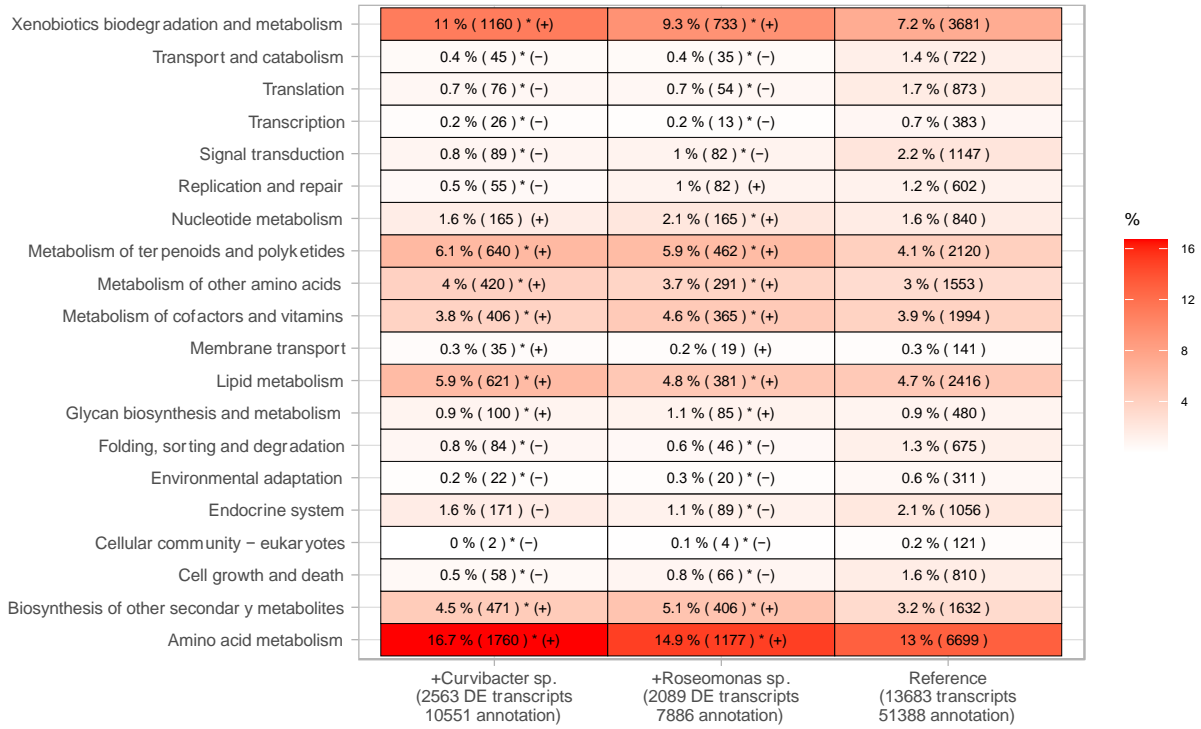 Xenobiotics biodegradation and metabolism 11 % ( 1160 ) * (+) 9.3 % ( 733 ) * (+) 7.2 % ( 3681 )
Transport and catabolism 0.4 % ( 45 ) * (−) 0.4 % ( 35 ) * (−) 1.4 % ( 722 )
Translation 0.7 % ( 76 ) * (−) 0.7 % ( 54 ) * (−) 1.7 % ( 873 )
Transcription 0.2 % ( 26 ) * (−) 0.2 % ( 13 ) * (−) 0.7 % ( 383 )
Signal transduction 0.8 % ( 89 ) * (−) 1 % ( 82 ) * (−) 2.2 % ( 1147 )
Replication and repair 0.5 % ( 55 ) * (−) 1 % ( 82 ) (+) 1.2 % ( 602 )
Nucleotide metabolism 1.6 % ( 165 ) (+) 2.1 % ( 165 ) * (+) 1.6 % ( 840 )
Metabolism of terpenoids and polyketides 6.1 % ( 640 ) * (+) 5.9 % ( 462 ) * (+) 4.1 % ( 2120 )
Metabolism of other amino acids 4 % ( 420 ) * (+) 3.7 % ( 291 ) * (+) 3 % ( 1553 )
Metabolism of cofactors and vitamins 3.8 % ( 406 ) * (+) 4.6 % ( 365 ) * (+) 3.9 % ( 1994 )
Membrane transport 0.3 % ( 35 ) * (+) 0.2 % ( 19 ) (+) 0.3 % ( 141 )
Lipid metabolism 5.9 % ( 621 ) * (+) 4.8 % ( 381 ) * (+) 4.7 % ( 2416 )
Glycan biosynthesis and metabolism 0.9 % ( 100 ) * (+) 1.1 % ( 85 ) * (+) 0.9 % ( 480 )
Folding, sorting and degradation 0.8 % ( 84 ) * (−) 0.6 % ( 46 ) * (−) 1.3 % ( 675 )
Environmental adaptation 0.2 % ( 22 ) * (−) 0.3 % ( 20 ) * (−) 0.6 % ( 311 )
Endocrine system 1.6 % ( 171 ) (−) 1.1 % ( 89 ) * (−) 2.1 % ( 1056 )
Cellular community − eukaryotes 0 % ( 2 ) * (−) 0.1 % ( 4 ) * (−) 0.2 % ( 121 )
Cell growth and death 0.5 % ( 58 ) * (−) 0.8 % ( 66 ) * (−) 1.6 % ( 810 )
Biosynthesis of other secondary metabolites 4.5 % ( 471 ) * (+) 5.1 % ( 406 ) * (+) 3.2 % ( 1632 )
Amino acid metabolism 16.7 % ( 1760 ) * (+) 14.9 % ( 1177 ) * (+) 13 % ( 6699 )
+Curvibacter sp.
(2563 DE transcripts
10551 annotation)
+Roseomonas sp.
(2089 DE transcripts
7886 annotation)
Reference
(13683 transcripts
51388 annotation)
%
16
12
8
4